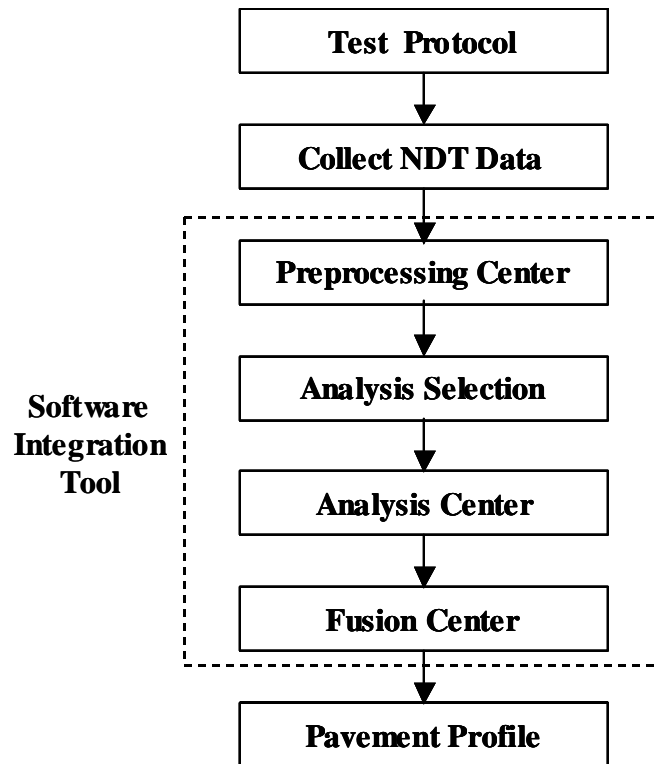 Test Protocol
Collect NDT Data
Preprocessing Center
Analysis Selection
Software
Integration
Tool
Analysis Center
Fusion Center
Pavement Profile